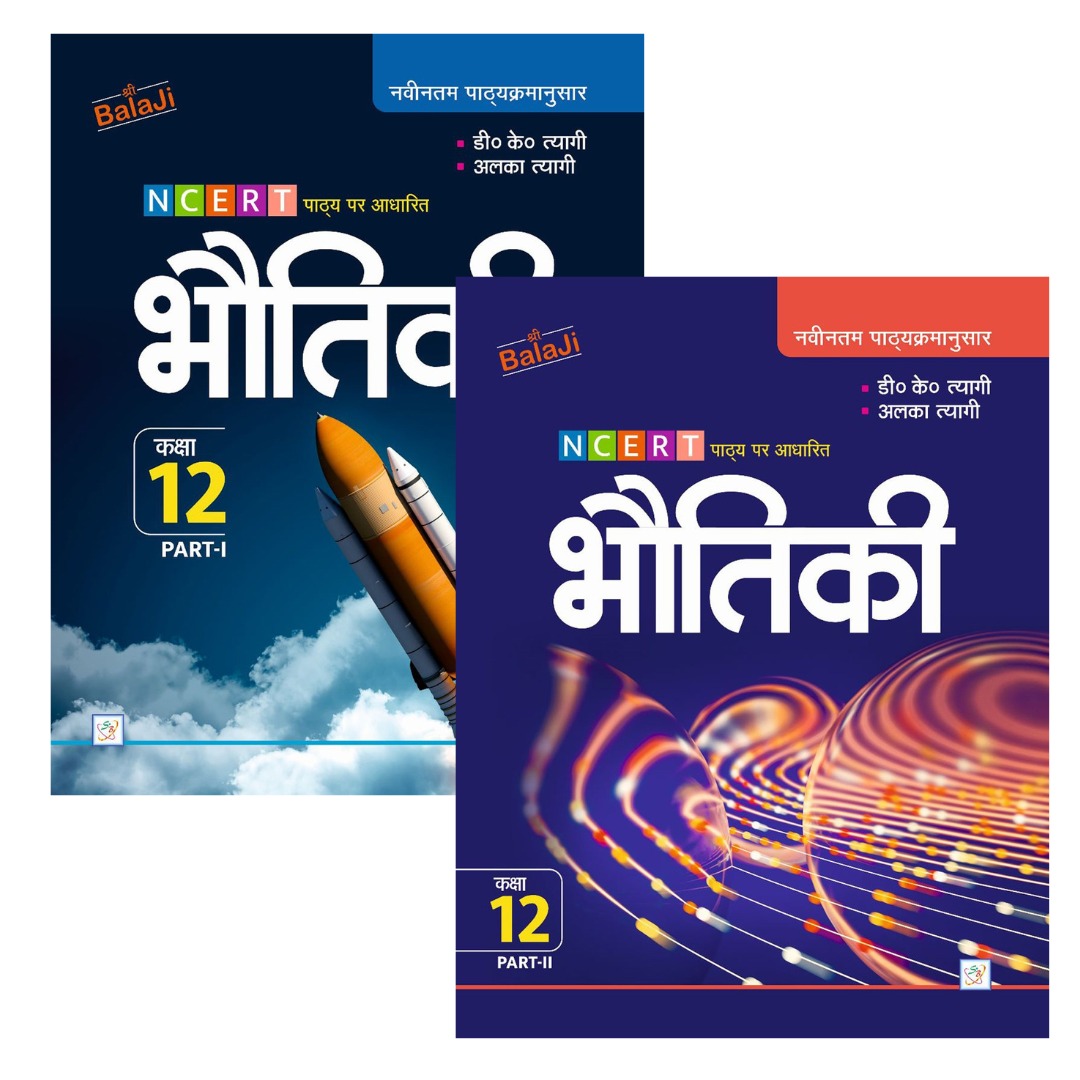 श्री
BalaJi
नवीनतम पाठ्यक्रमानुसार
डी० के० त्यागी
अलका त्यागी
NCERT पाठ्य पर आधारित
कक्षा
12
PART-I
श्री
BalaJi
नवीनतम पाठ्यक्रमानुसार
डी० के० त्यागी
अलका त्यागी
NCERT पाठ्य पर आधारित
भौतिकी
कक्षा
12
PART-II